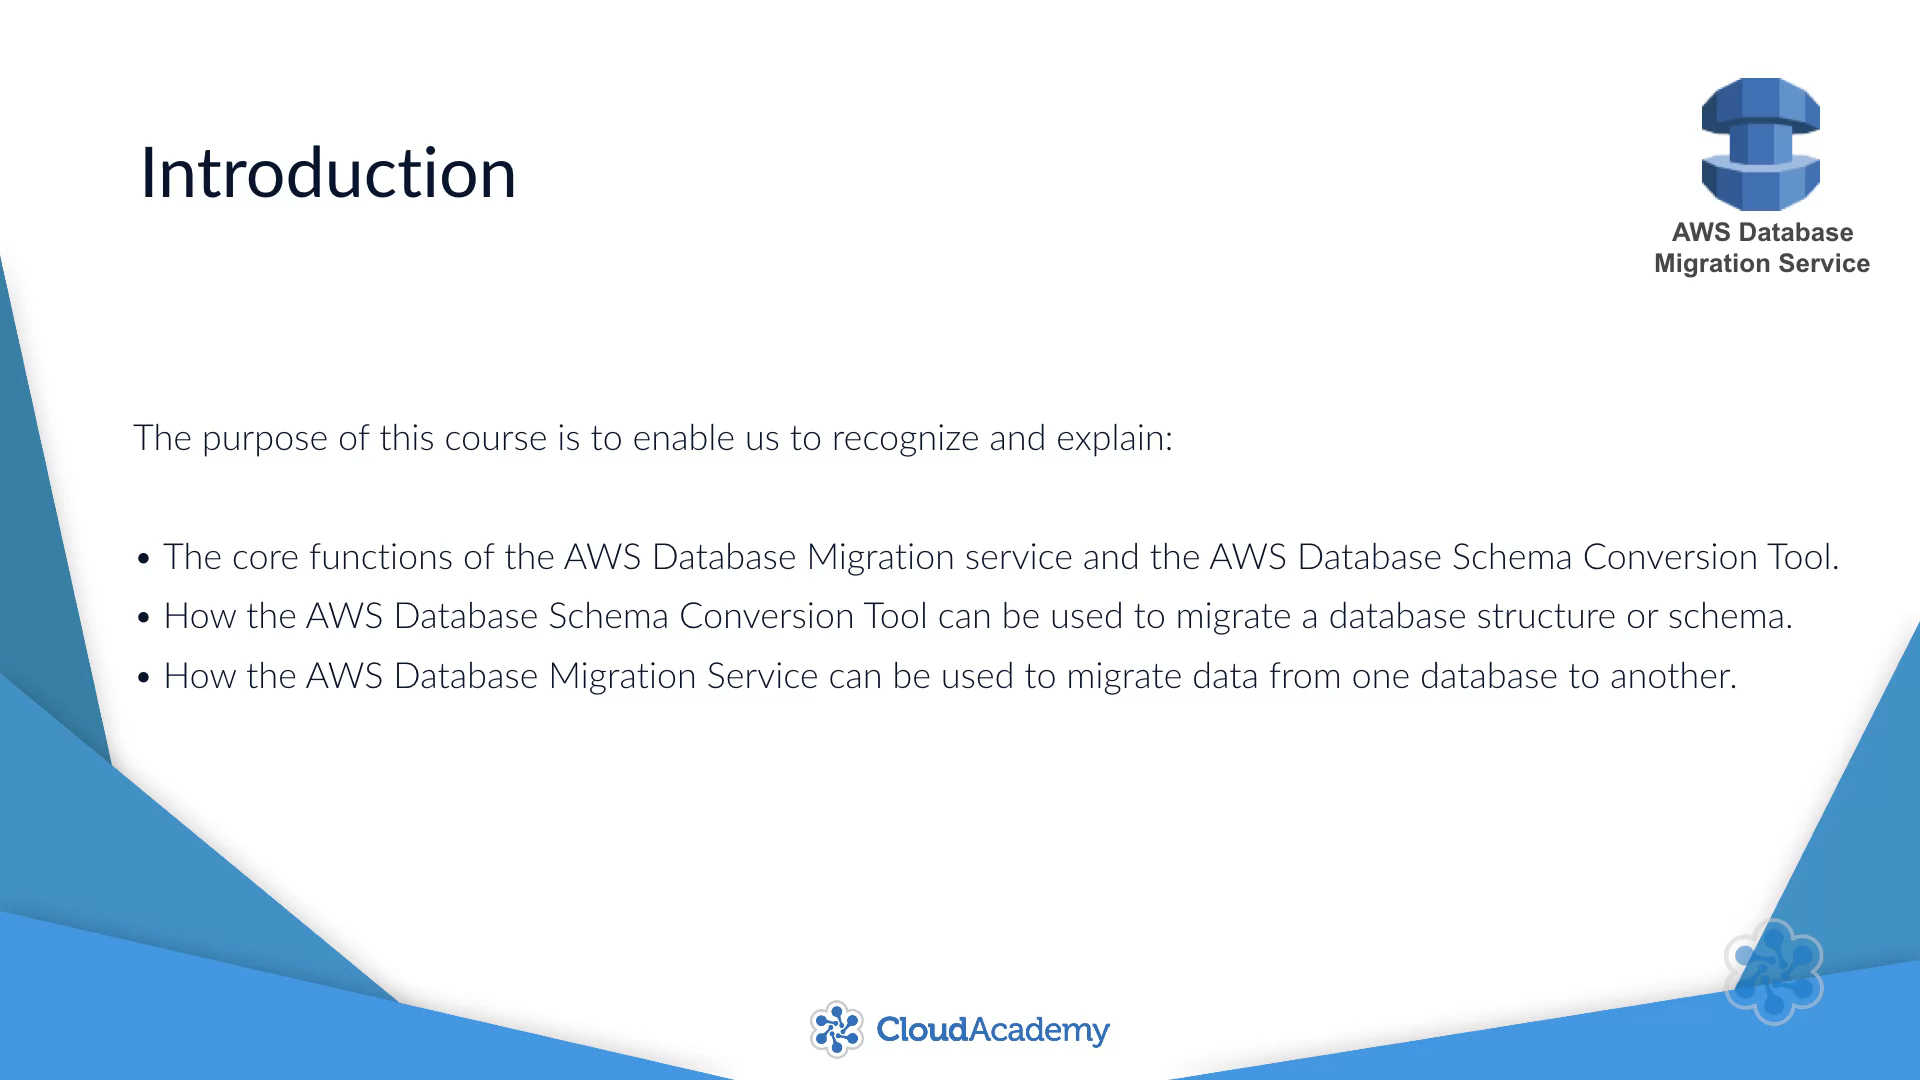 Introduction
AWS Database
Migration Service
The purpose of this course is to enable us to recognize and explain:
• The core functions of the AWS Database Migration service and the AWS Database Schema Conversion Tool.
• How the AWS Database Schema Conversion Tool can be used to migrate a database structure or schema.
• How the AWS Database Migration Service can be used to migrate data from one database to another.
CloudAcademy